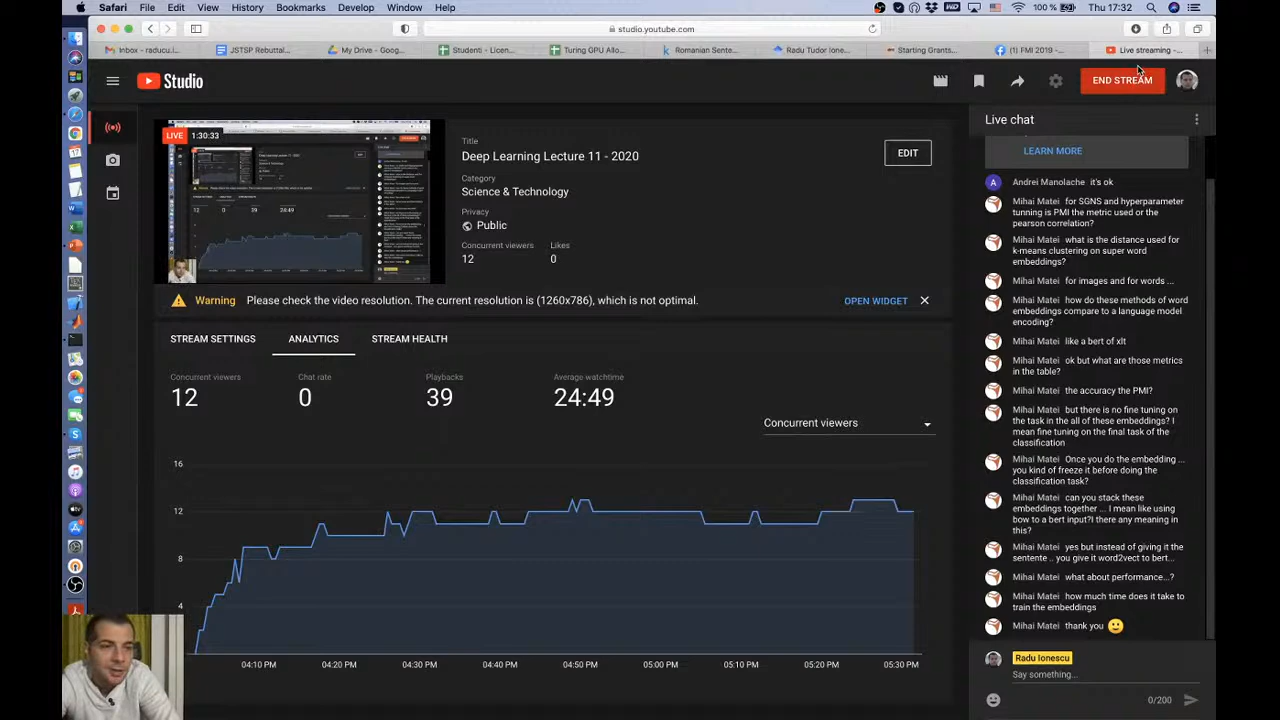 Safari File Edit View History Bookmarks Develop Window Help 100 % Thu 17:32
studio.youtube.com
Inbox - raducu.i... JSTSP Rebuttal... My Drive - Goog... Studenti - Licen... Turing GPU Allo... Romanian Sente... Radu Tudor Ione... Starting Grants... (1) FMI 2019 -... Live streaming -...
Studio
END STREAM
LIVE 1:30:33
Title
Deep Learning Lecture 11 - 2020
EDIT
Category
Science & Technology
Privacy
Public
Concurrent viewers Likes
12 0
Warning Please check the video resolution. The current resolution is (1260x786), which is not optimal. OPEN WIDGET
STREAM SETTINGS ANALYTICS STREAM HEALTH
Concurrent viewers Chat rate Playbacks Average watchtime
12 0 39 24:49
Concurrent viewers
16
12
8
4
04:10 PM 04:20 PM 04:30 PM 04:40 PM 04:50 PM 05:00 PM 05:10 PM 05:20 PM 05:30 PM
Live chat
LEARN MORE
A Andrei Manolache it's ok
Mihai Matei for SGNS and hyperparameter
tunning is PMI the metric used or the
pearson correlation?
Mihai Matei what is the distance used for
k-means clustering on super word
embeddings?
Mihai Matei for images and for words ...
Mihai Matei how do these methods of word
embeddings compare to a language model
encoding?
Mihai Matei like a bert of xlt
Mihai Matei ok but what are those metrics
in the table?
Mihai Matei the accuracy the PMI?
Mihai Matei but there is no fine tuning on
the task in the all of these embeddings? I
mean fine tuning on the final task of the
classification
Mihai Matei Once you do the embedding ...
you kind of freeze it before doing the
classification task?
Mihai Matei can you stack these
embeddings together ... I mean like using
bow to a bert input?I there any meaning in
this?
Mihai Matei yes but instead of giving it the
sentente .. you give it word2vect to bert...
Mihai Matei what about performance...?
Mihai Matei how much time does it take to
train the embeddings
Mihai Matei thank you
Radu Ionescu
Say something...
0/200